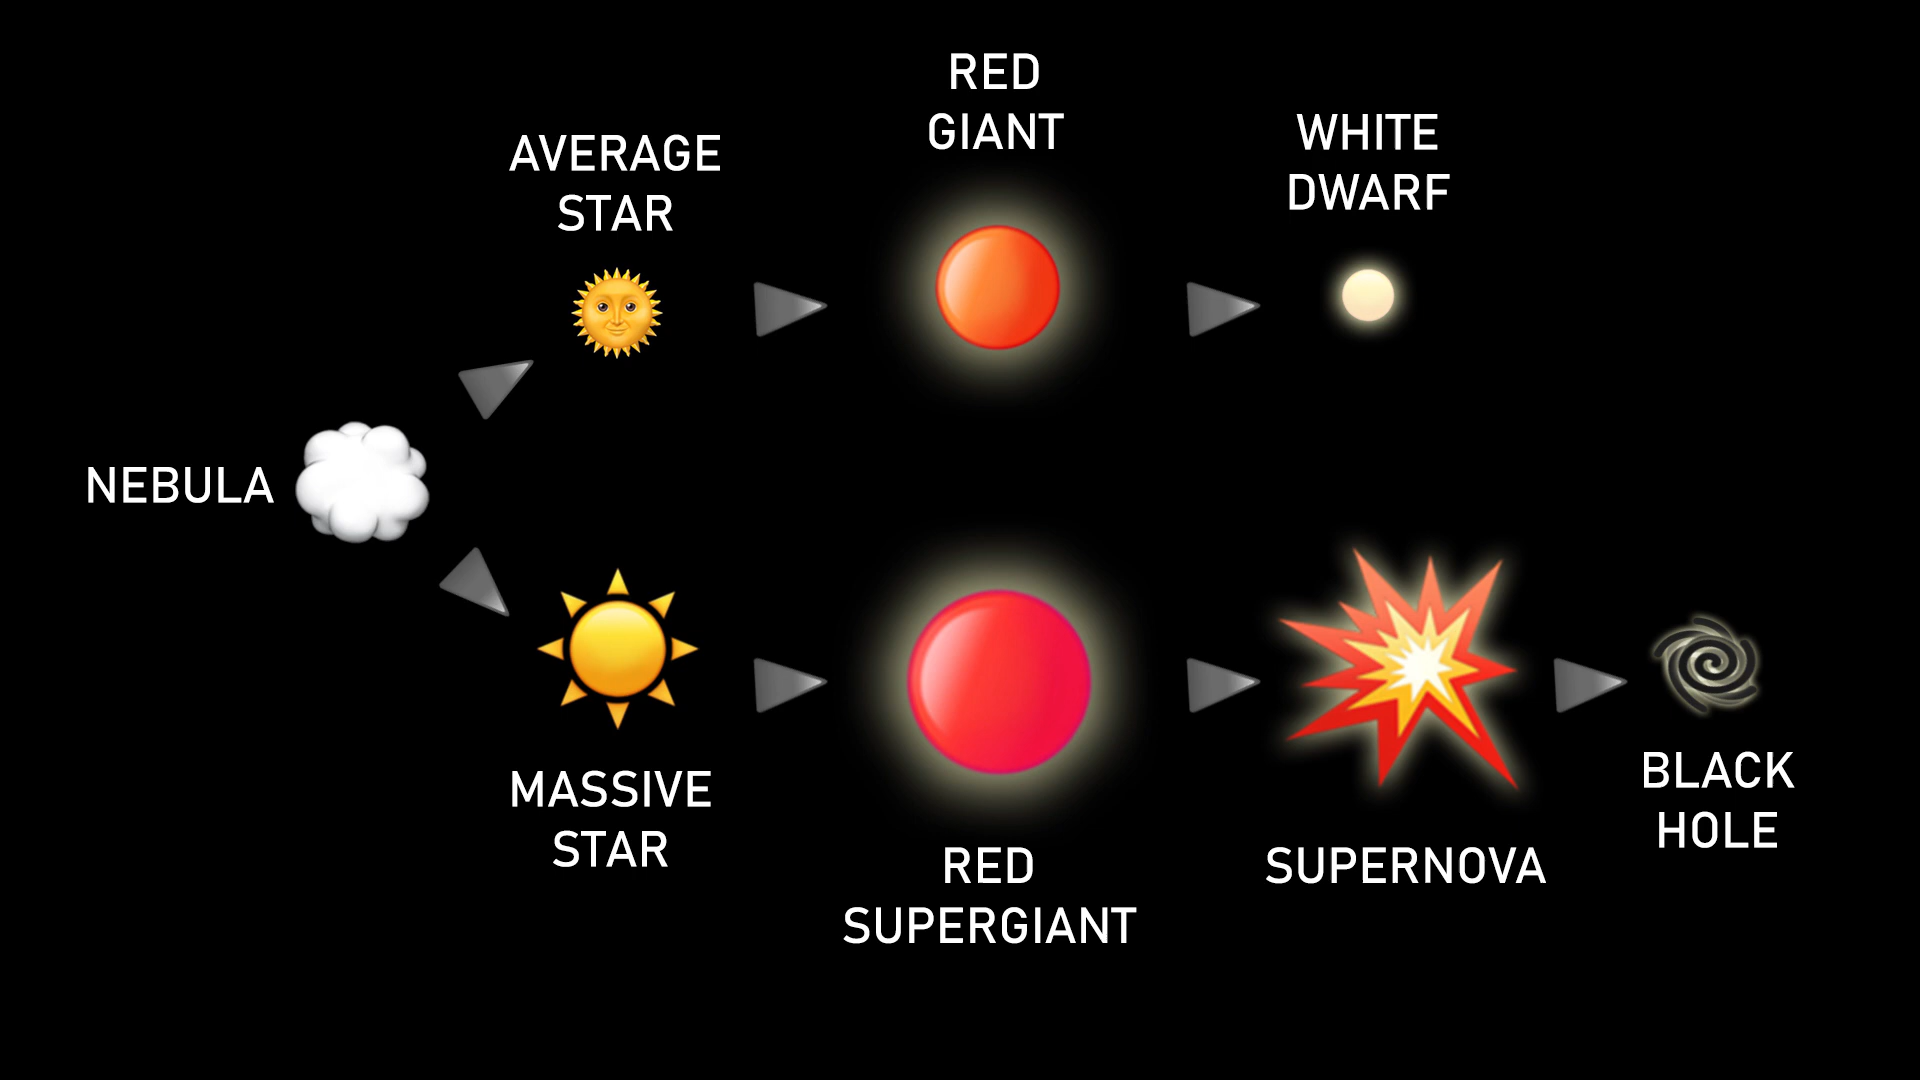 NEBULA
AVERAGE
STAR
RED
GIANT
WHITE
DWARF
MASSIVE
STAR
RED
SUPERGIANT
SUPERNOVA
BLACK
HOLE